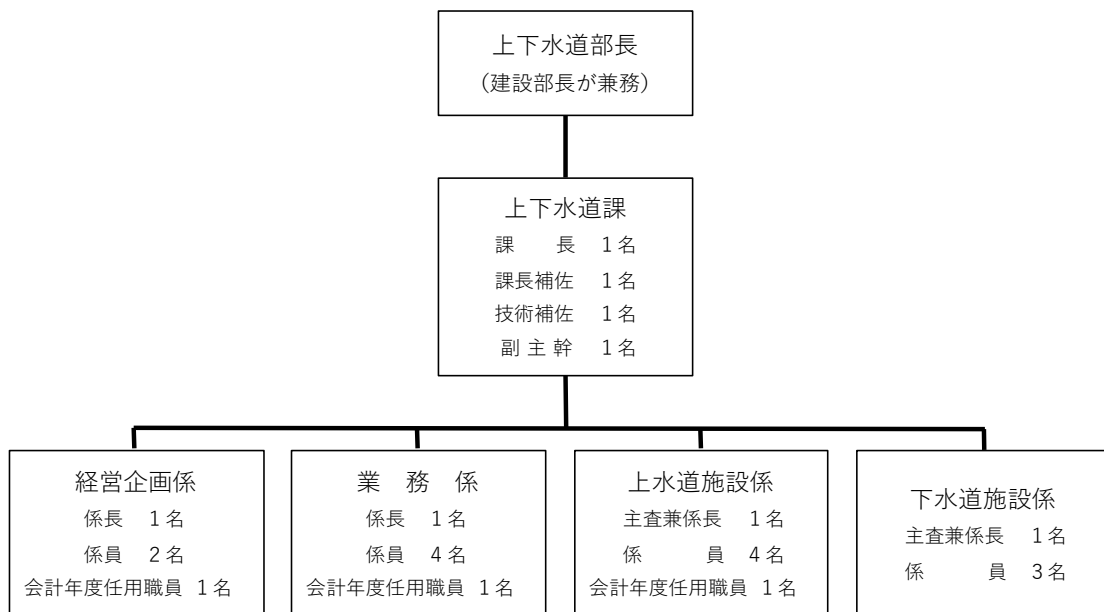 上下水道部長
(建設部長が兼務)
上下水道課
課　　長　1名
課長補佐　1名
技術補佐　1名
副 主 幹　1名
経営企画係
係長　1名
係員　2名
会計年度任用職員　1名
業　務　係
係長　1名
係員　4名
会計年度任用職員　1名
上水道施設係
主査兼係長　1名
係　　　員　4名
会計年度任用職員　1名
下水道施設係
主査兼係長　1名
係　　　員　3名